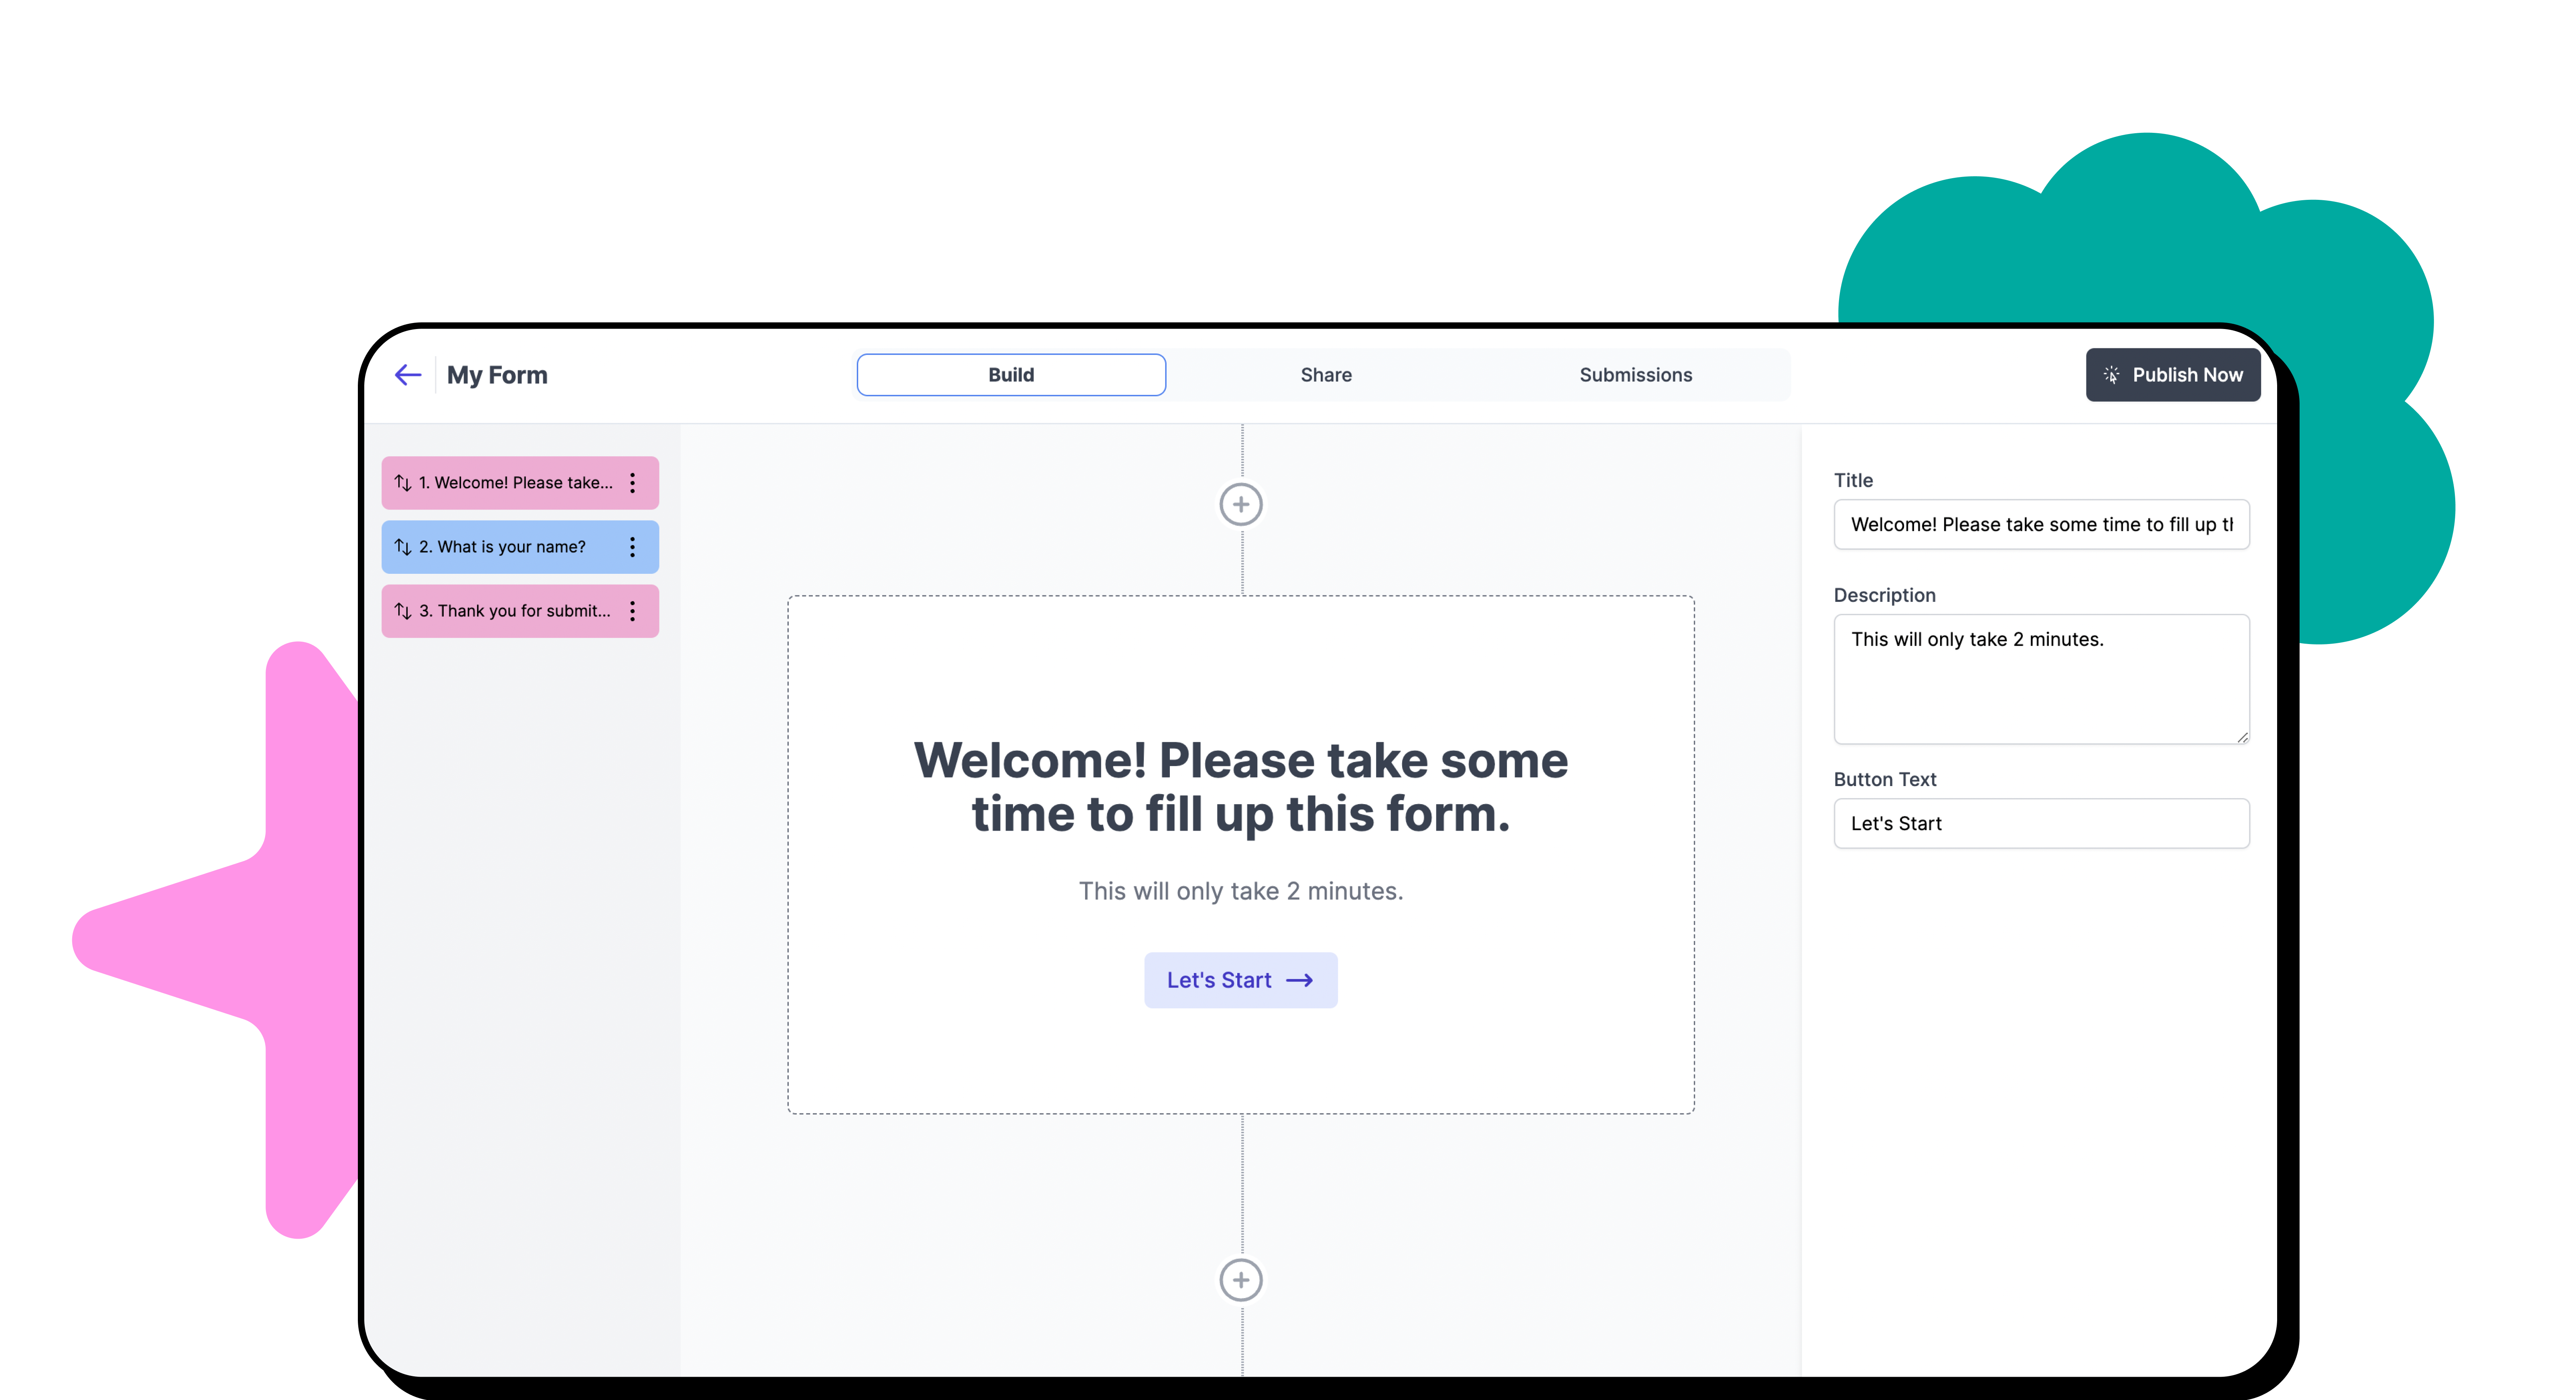 My Form
Build
Share
Submissions
Publish Now
1. Welcome! Please take...
2. What is your name?
3. Thank you for submit...
Welcome! Please take some
time to fill up this form.
This will only take 2 minutes.
Let's Start
Title
Welcome! Please take some time to fill up th
Description
This will only take 2 minutes.
Button Text
Let's Start